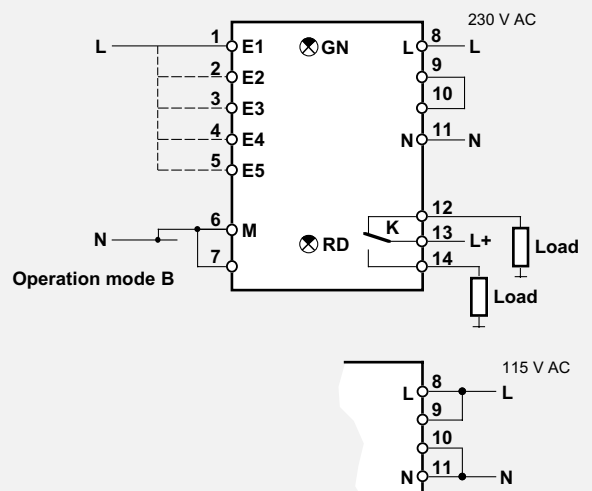 230 V AC
L 1 E1 GN L 8 L
2 E2 9
3 E3 10
4 E4 N 11 N
5 E5
12
6 M K 13 L+ Load
N RD
7 14
Operation mode B Load
115 V AC
L 8 L
9
10
N 11 N